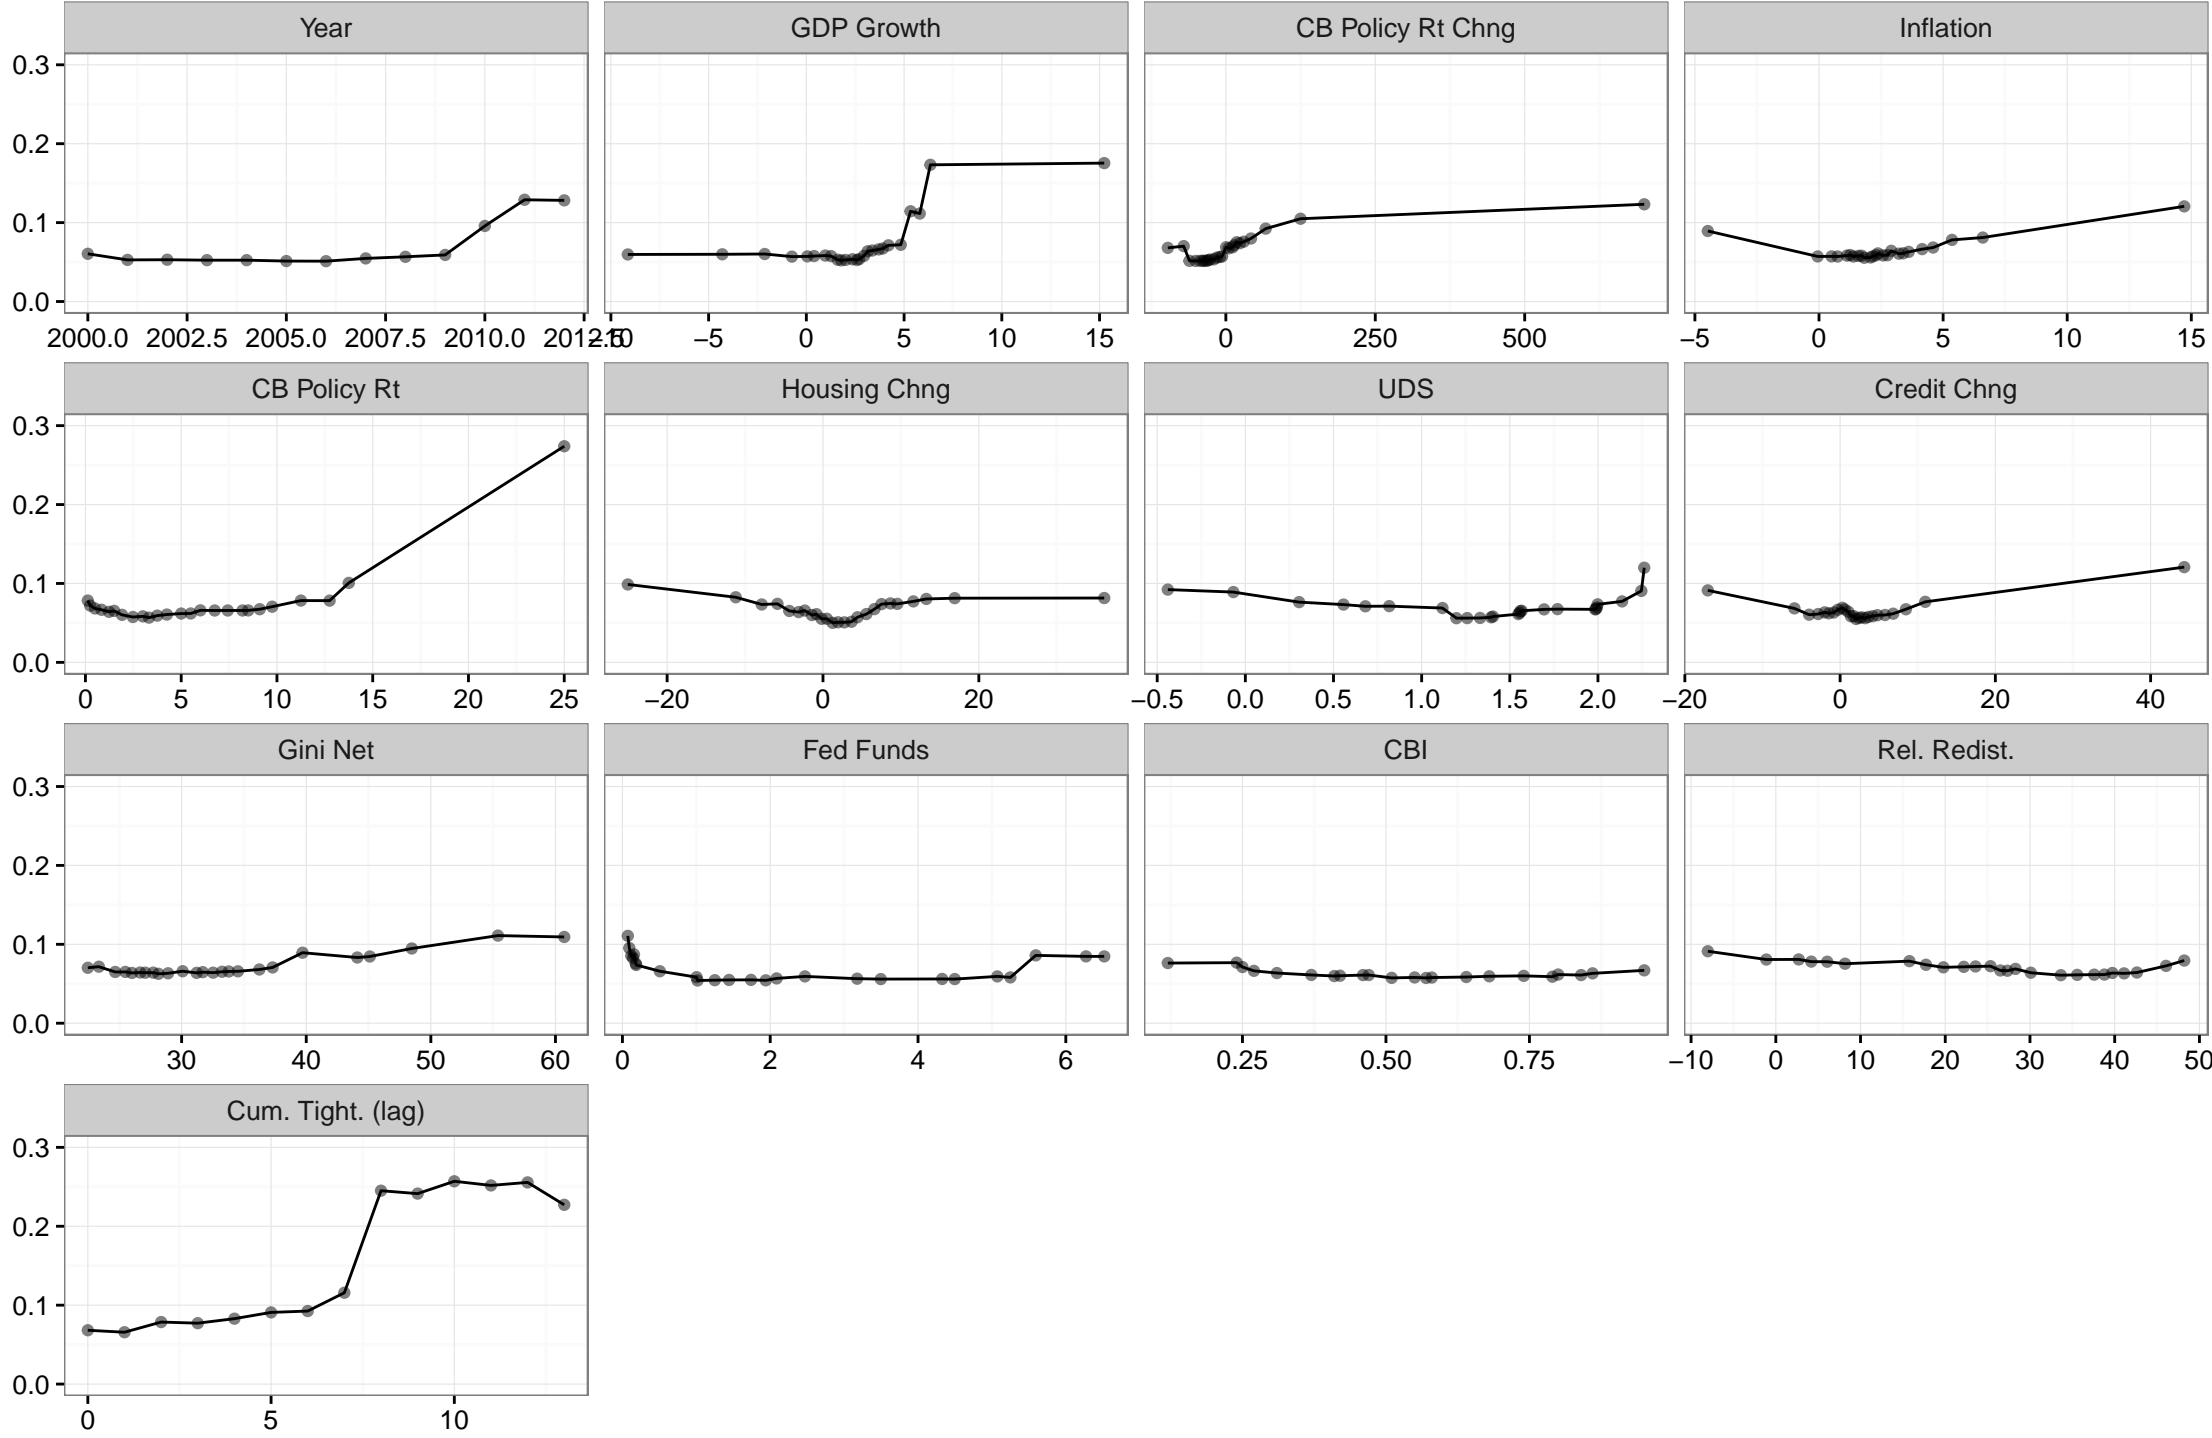 Year GDP Growth CB Policy Rt Chng Inflation
0.3
0.2
0.1
0.0
2000.0 2002.5 2005.0 2007.5 2010.0 2012.5 −10 −5 0 5 10 15 0 250 500 −5 0 5 10 15
CB Policy Rt Housing Chng UDS Credit Chng
0.3
0.2
0.1
0.0
0 5 10 15 20 25 −20 0 20 −0.5 0.0 0.5 1.0 1.5 2.0 −20 0 20 40
Gini Net Fed Funds CBI Rel. Redist.
0.3
0.2
0.1
0.0
30 40 50 60 0 2 4 6 0.25 0.50 0.75 −10 0 10 20 30 40 50
Cum. Tight. (lag)
0.3
0.2
0.1
0.0
0 5 10